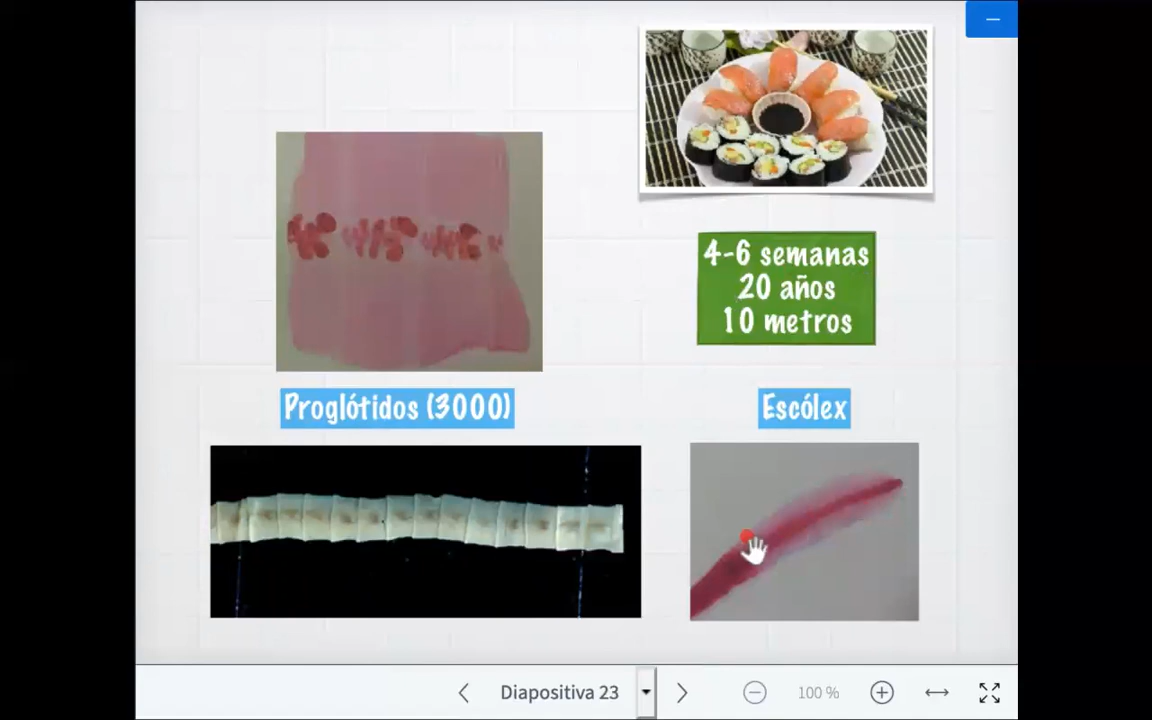 4-6 semanas
20 años
10 metros
Proglótidos (3000)
Escólex
Diapositiva 23
100 %